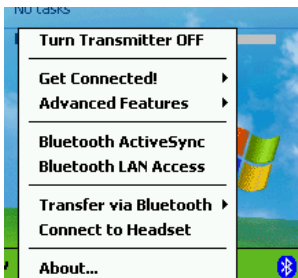 No tasks
Turn Transmitter OFF
Get Connected!
Advanced Features
Bluetooth ActiveSync
Bluetooth LAN Access
Transfer via Bluetooth
Connect to Headset
About...